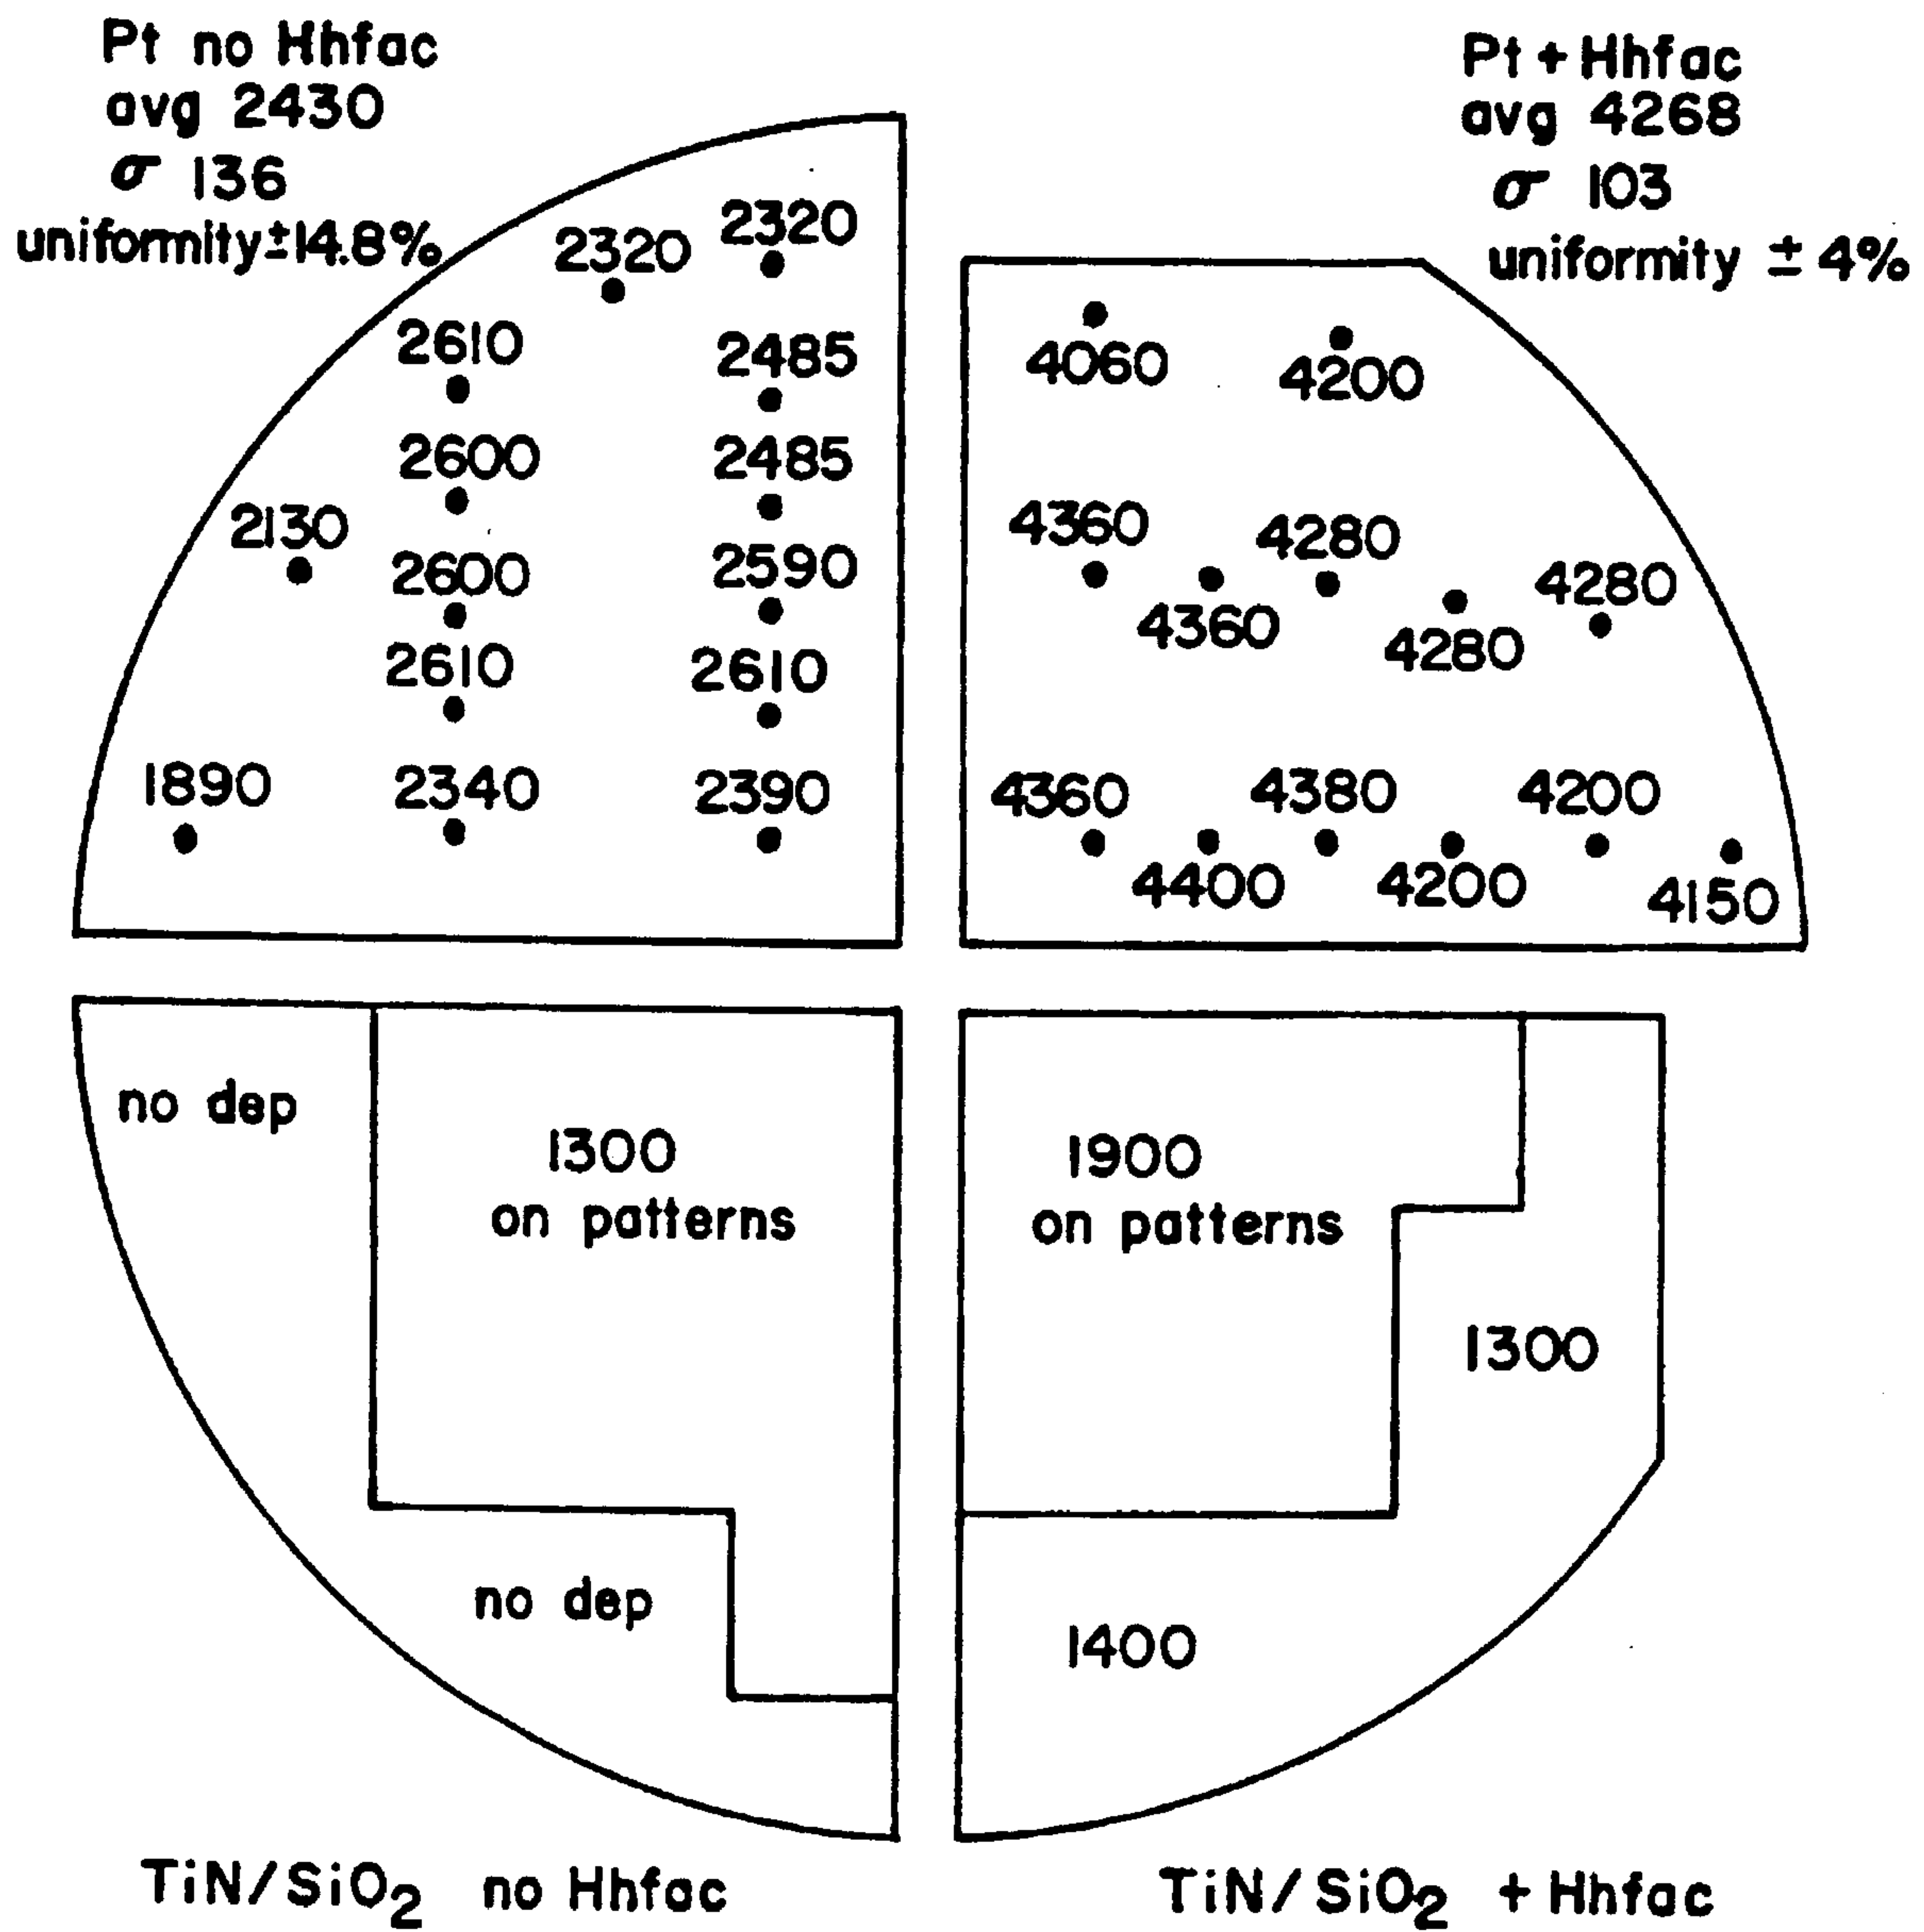 Pt no Hhfac
avg 2430
σ 136
uniformity±14.8%
Pt + Hhfac
avg 4268
σ 103
uniformity ± 4%
2320
2320
2610
2485
2600
2485
2130
2600
2590
2610
2610
1890
2340
2390
4060
4200
4360
4280
4280
4360
4280
4360
4380
4200
4400
4200
4150
no dep
1300
on patterns
no dep
1900
on patterns
1300
1400
TiN/SiO2 no Hhfac
TiN/SiO2 + Hhfac